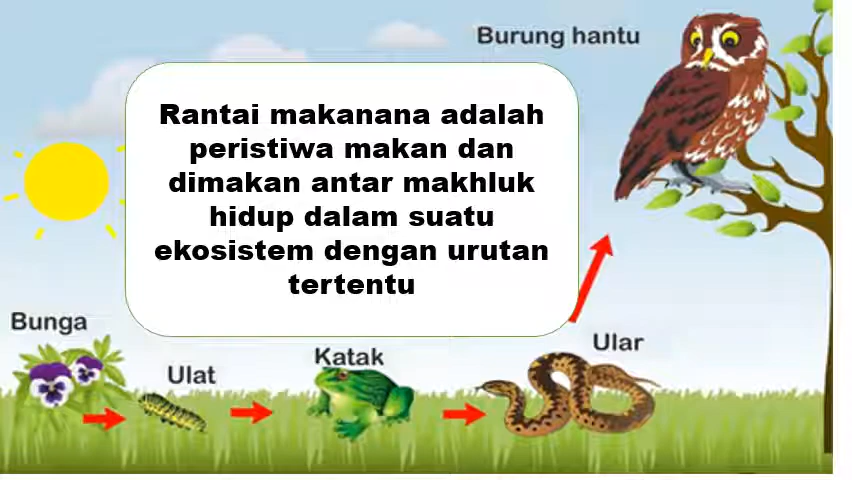 Burung hantu
Rantai makanana adalah
peristiwa makan dan
dimakan antar makhluk
hidup dalam suatu
ekosistem dengan urutan
tertentu
Bunga
Ulat
Katak
Ular